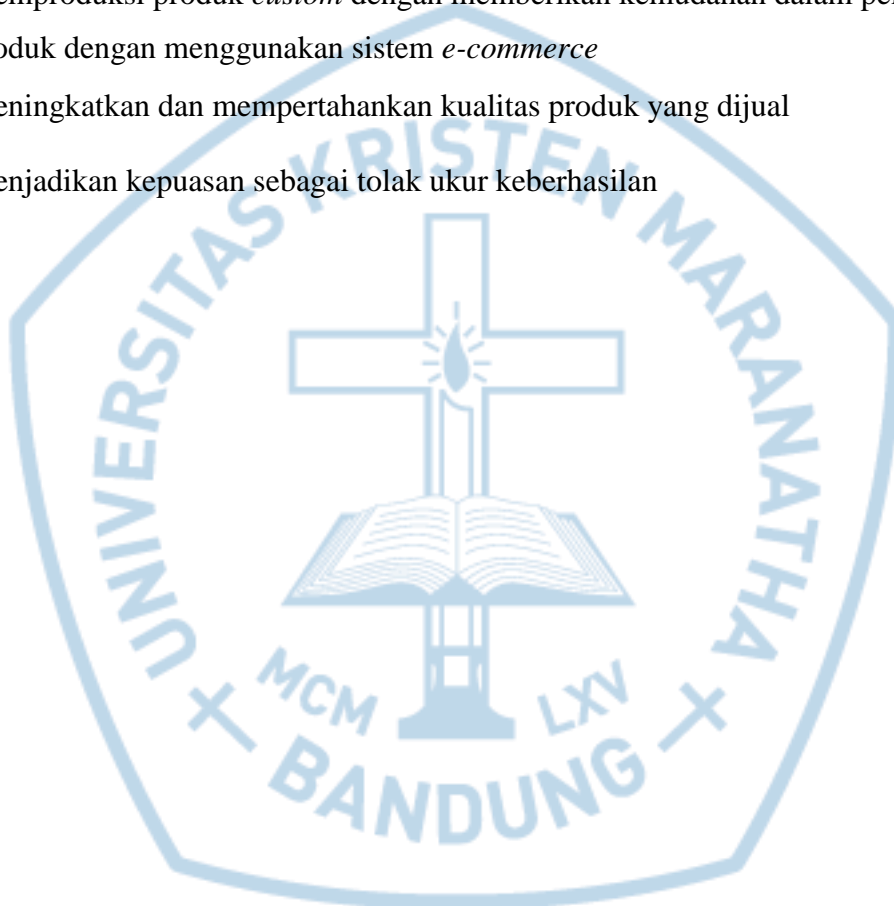 emproduksi produk custom dengan memberikan kemudahan dalam pe
oduk dengan menggunakan sistem e-commerce
eningkatkan dan mempertahankan kualitas produk yang dijual
enjadikan kepuasan sebagai tolak ukur keberhasilan
UNIVERSITAS KRISTEN MARANATHA
MCM LXV
BANDUNG